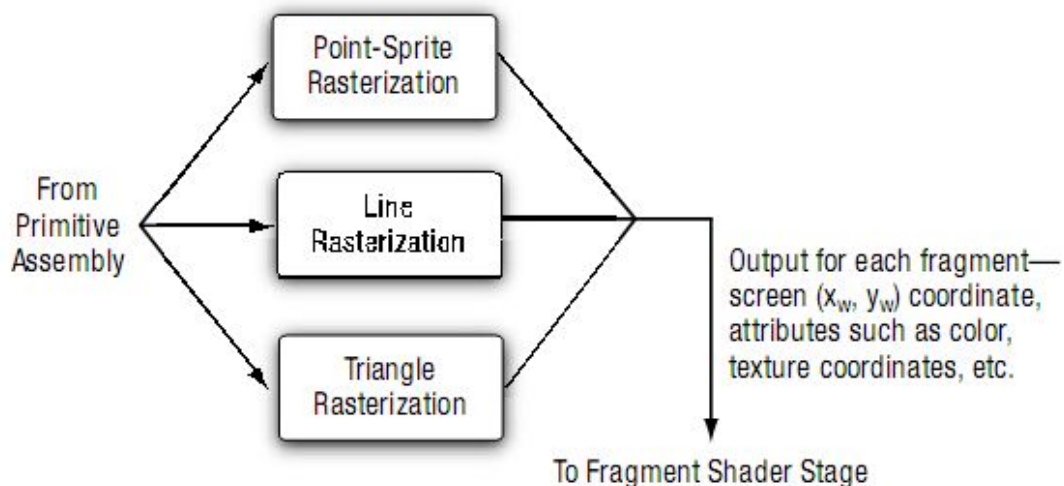 Point-Sprite
Rasterization
From
Primitive
Assembly
Line
Rasterization
Triangle
Rasterization
Output for each fragment—
screen (xw, yw) coordinate,
attributes such as color,
texture coordinates, etc.
To Fragment Shader Stage